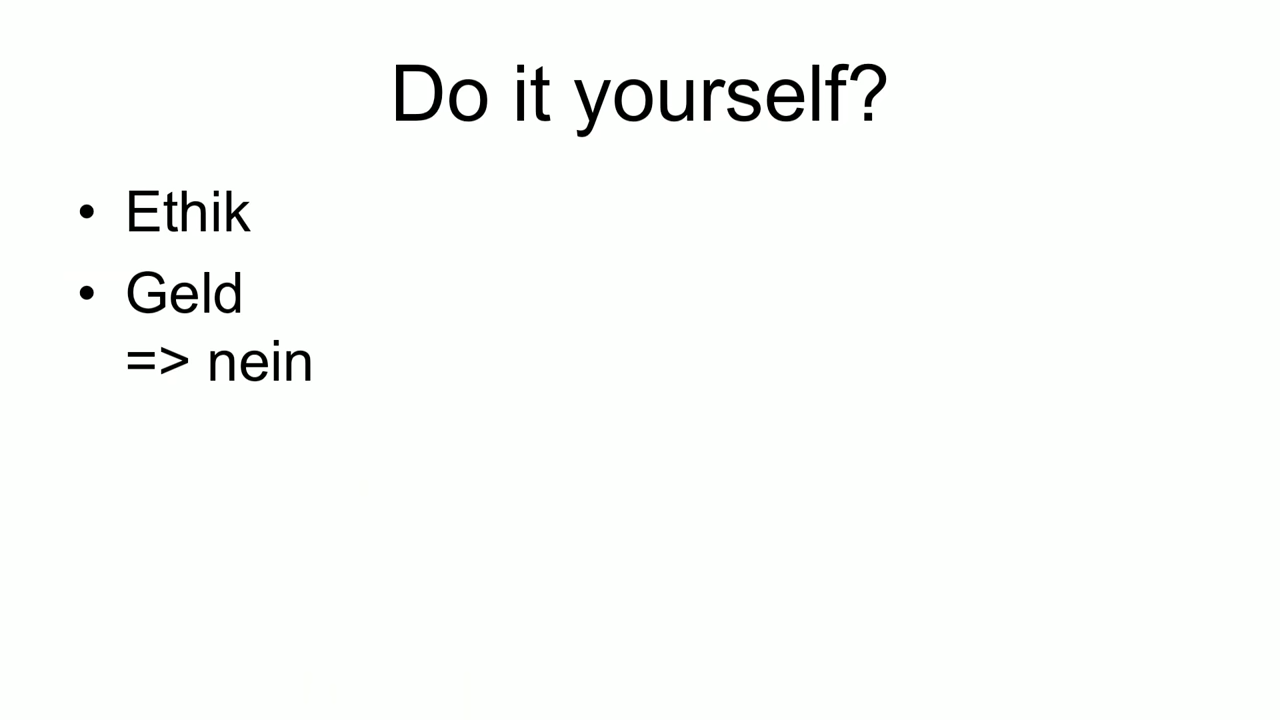 Do it yourself?
• Ethik
• Geld
=> nein